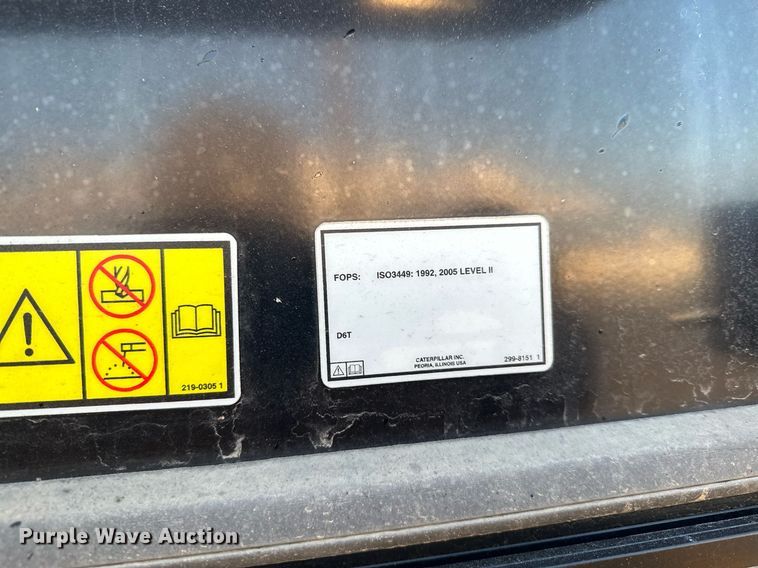 FOPS: ISO3449: 1992, 2005 LEVEL II
D6T
CATERPILLAR INC.
PEORIA, ILLINOIS USA
299-8151 1
219-0305 1
Purple Wave Auction